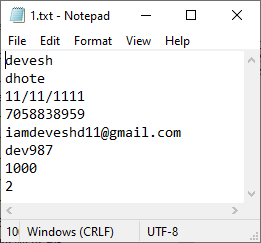 1.txt - Notepad
File Edit Format View Help
devesh
dhote
11/11/1111
7058838959
iamdeveshd11@gmail.com
dev987
1000
2
10 Windows (CRLF) UTF-8